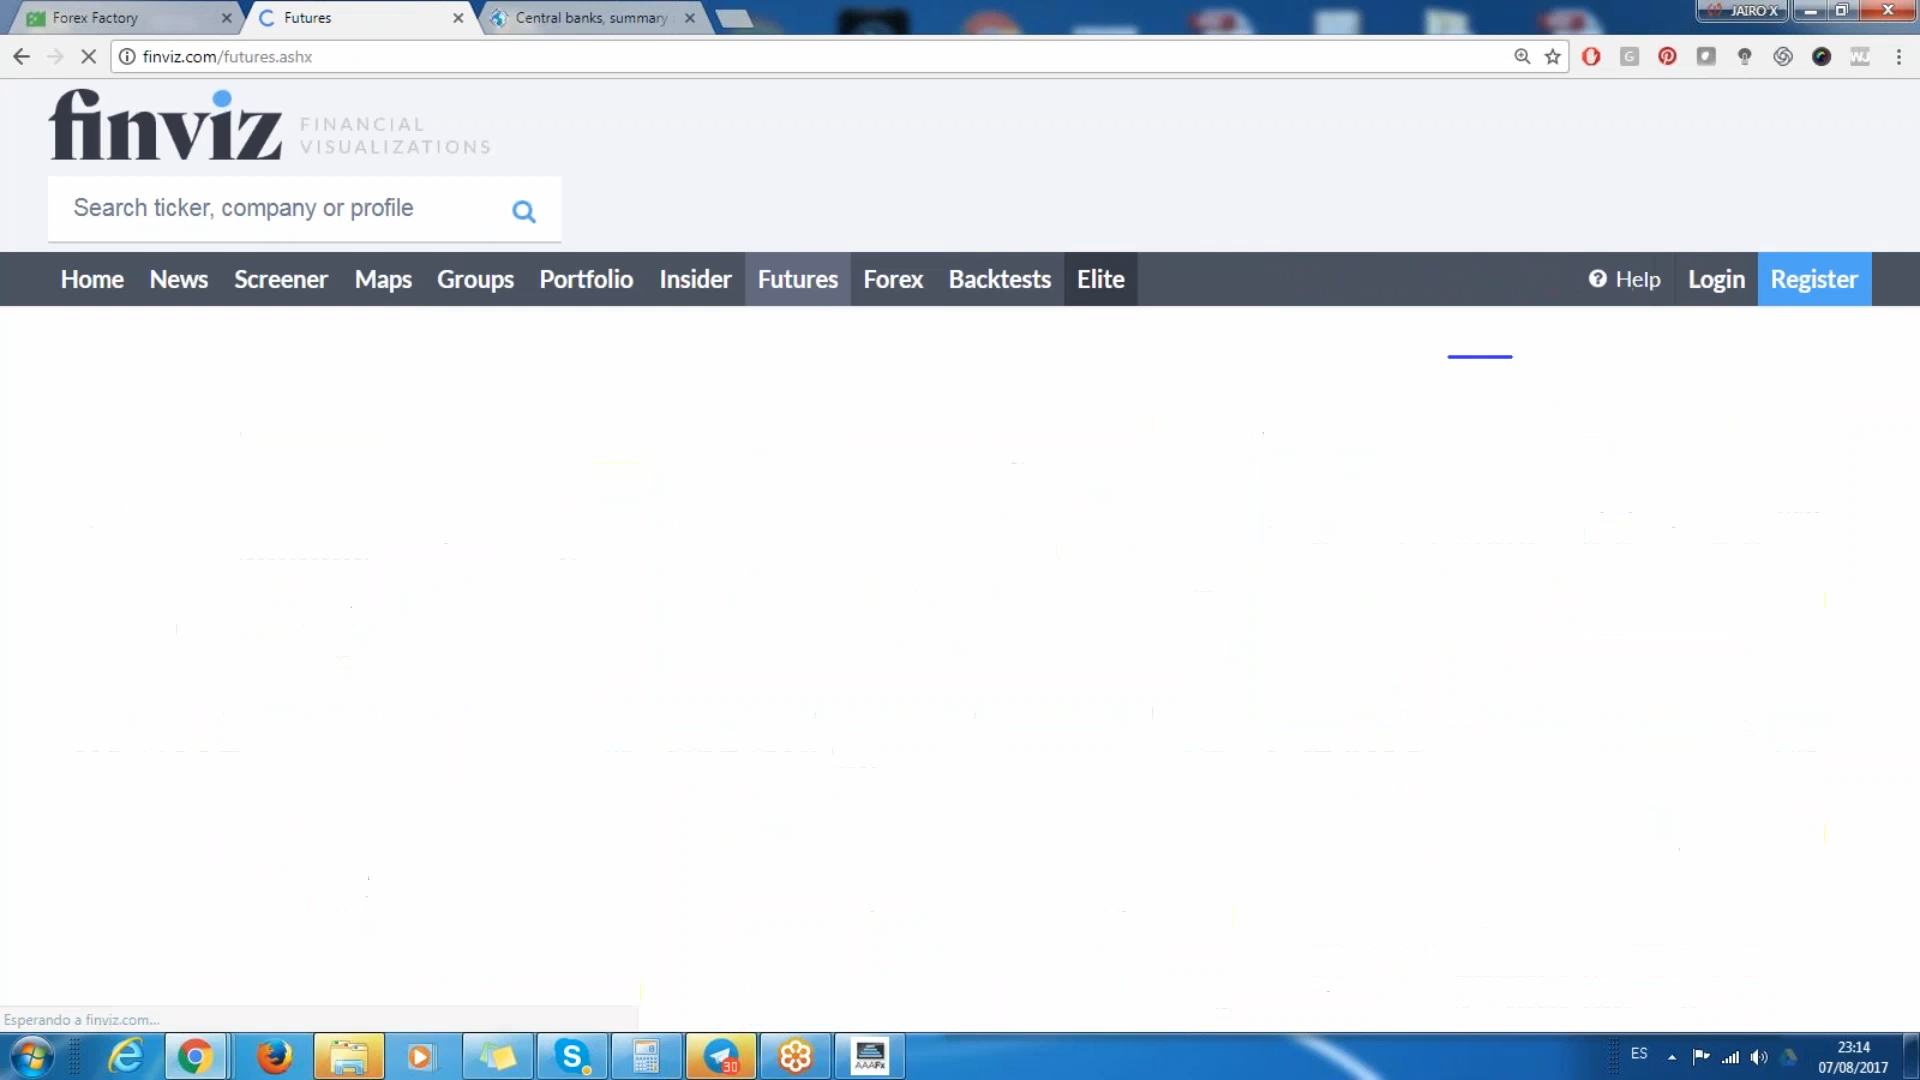 Forex Factory
Futures
Central banks, summary
JAIRO X
finviz.com/futures.ashx
finviz FINANCIAL VISUALIZATIONS
Search ticker, company or profile
Home News Screener Maps Groups Portfolio Insider Futures Forex Backtests Elite Help Login Register
Esperando a finviz.com...
30
AAAFx
ES
23:14
07/08/2017